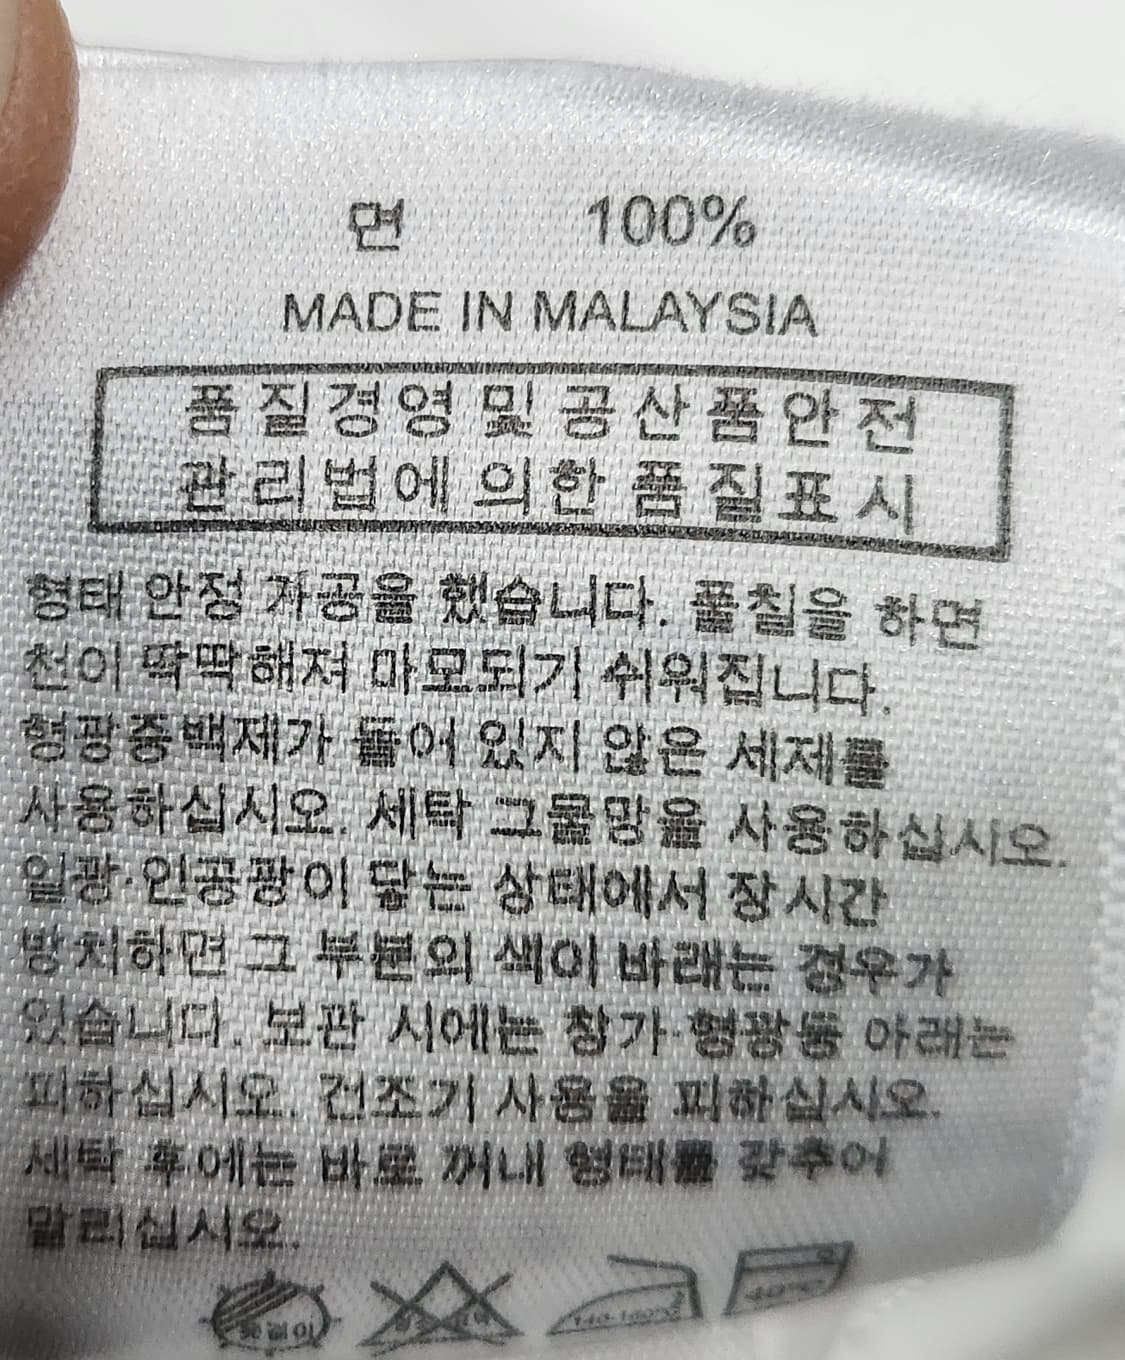 면 100%
MADE IN MALAYSIA
품질경영 및 공산품안전
관리법에 의한 품질표시
형태 안정 가공을 했습니다. 풀칠을 하면
천이 딱딱해져 마모되기 쉬워집니다.
형광증백제가 들어 있지 않은 세제를
사용하십시오. 세탁 그물망을 사용하십시오.
일광·인공광이 닿는 상태에서 장시간
방치하면 그 부분의 색이 바래는 경우가
있습니다. 보관 시에는 창가·형광등 아래는
피하십시오. 건조기 사용을 피하십시오.
세탁 후에는 바로 꺼내 형태를 갖추어
말리십시오.
옷걸이 140-160℃ 40℃